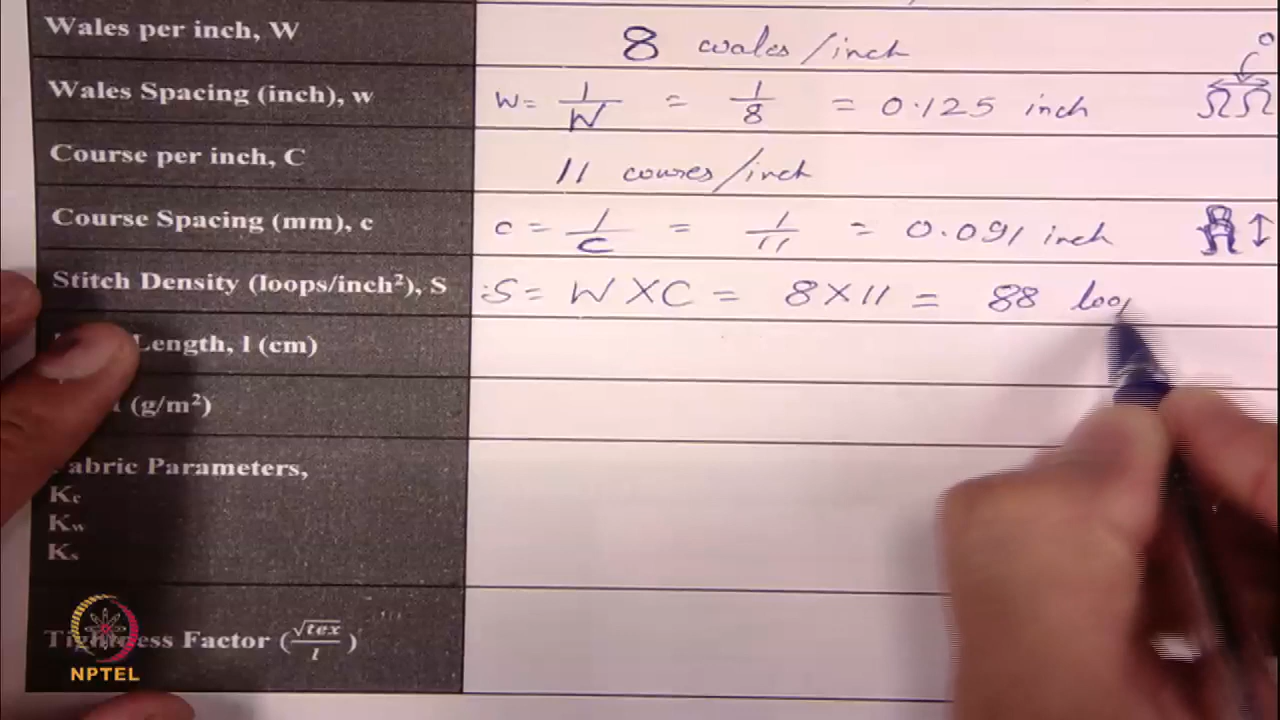 Wales per inch, W 8 wales/inch
Wales Spacing (inch), w w = 1/W = 1/8 = 0.125 inch
Course per inch, C 11 courses/inch
Course Spacing (mm), c c = 1/C = 1/11 = 0.091 inch
Stitch Density (loops/inch²), S S = W X C = 8 X 11 = 88 loo
Length, l (cm)
(g/m²)
Fabric Parameters,
Kc
Kw
Ks
Tightness Factor (√tex/l)
NPTEL